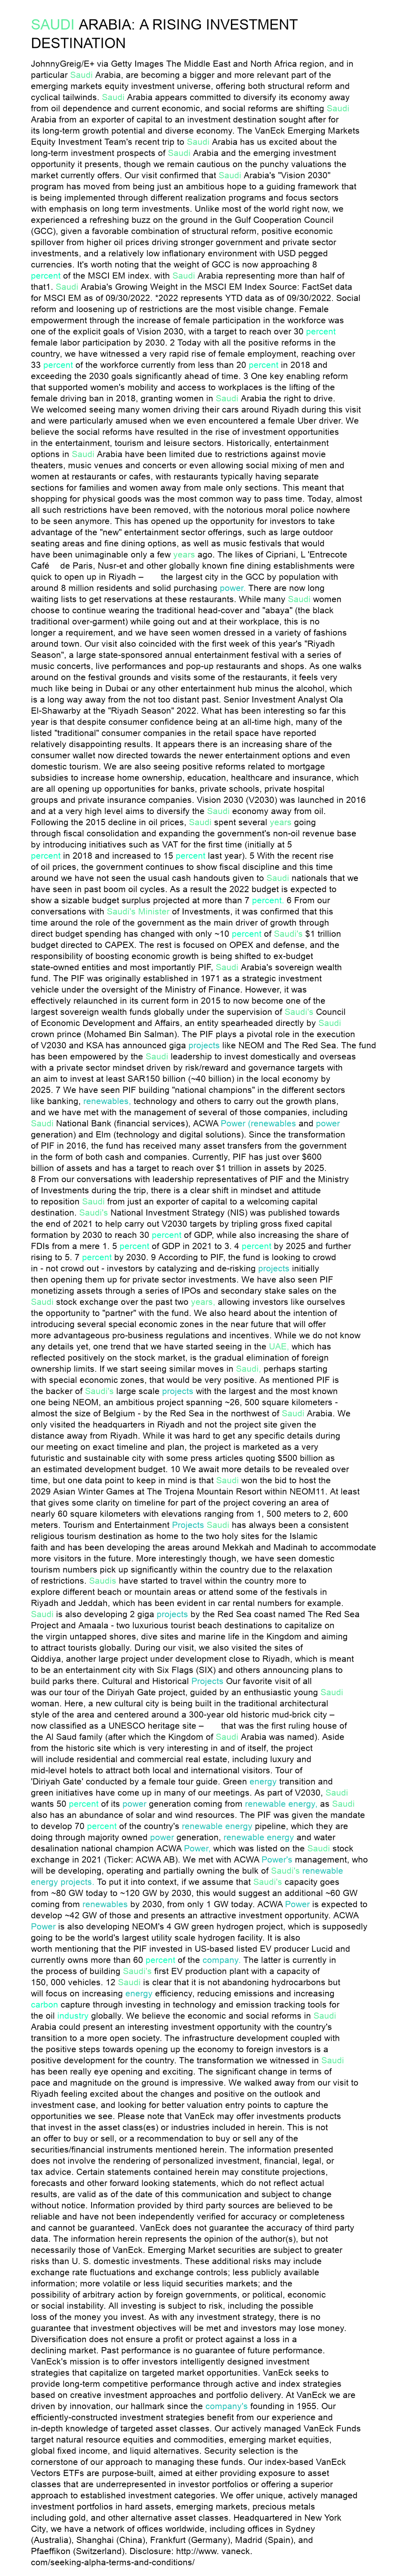 SAUDI ARABIA: A RISING INVESTMENT
DESTINATION
JohnnyGreig/E+ via Getty Images The Middle East and North Africa region, and in
particular Saudi Arabia, are becoming a bigger and more relevant part of the
emerging markets equity investment universe, offering both structural reform and
cyclical tailwinds. Saudi Arabia appears committed to diversify its economy away
from oil dependence and current economic, and social reforms are shifting Saudi
Arabia from an exporter of capital to an investment destination sought after for
its long-term growth potential and diverse economy. The VanEck Emerging Markets
Equity Investment Team's recent trip to Saudi Arabia has us excited about the
long-term investment prospects of Saudi Arabia and the emerging investment
opportunity it presents, though we remain cautious on the punchy valuations the
market currently offers. Our visit confirmed that Saudi Arabia's "Vision 2030"
program has moved from being just an ambitious hope to a guiding framework that
is being implemented through different realization programs and focus sectors
with emphasis on long term investments. Unlike most of the world right now, we
experienced a refreshing buzz on the ground in the Gulf Cooperation Council
(GCC), given a favorable combination of structural reform, positive economic
spillover from higher oil prices driving stronger government and private sector
investments, and a relatively low inflationary environment with USD pegged
currencies. It's worth noting that the weight of GCC is now approaching 8
percent of the MSCI EM index. with Saudi Arabia representing more than half of
that1. Saudi Arabia's Growing Weight in the MSCI EM Index Source: FactSet data
for MSCI EM as of 09/30/2022. "2022 represents YTD data as of 09/30/2022. Social
reform and loosening up of restrictions are the most visible change. Female
empowerment through the increase in female participation in the workforce was
one of the explicit goals of Vision 2030, with a target to reach over 30 percent
female labor participation by 2030. 2 Today with all the positive reforms in the
country, we have witnessed a very rapid rise of female employment, reaching over
33 percent of the workforce currently from less than 20 percent in 2018 and
exceeding the 2030 goals significantly ahead of time. 3 One key enabling reform
that supported women's mobility and access to workplaces is the lifting of the
female driving ban in 2018, granting women in Saudi Arabia the right to drive.
We welcomed seeing many women driving their cars around Riyadh during this visit
and were particularly amused when we even encountered a female Uber driver. We
believe the social reforms have resulted in the rise of investment opportunities
in the entertainment, tourism and leisure sectors. Historically, entertainment
options in Saudi Arabia have been limited due to restrictions against movie
theaters, music venues and concerts or even allowing social mixing of men and
women at restaurants or cafes, with restaurants typically having separate
sections for families and women away from male only sections. This meant that
shopping for physical goods was the most common way to pass time. Today, almost
all such restrictions have been removed, with the notorious moral police nowhere
to be seen anymore. This has opened up the opportunity for investors to take
advantage of the "new" entertainment sector offerings, such as large outdoor
seating areas and fine dining options, as well as music festivals that would
have been unimaginable only a few years ago. The likes of Cipriani, L 'Entrecote
Café de Paris, Nusr-et and other globally known fine dining establishments were
quick to open up in Riyadh – the largest city in the GCC by population with
around 8 million residents and solid purchasing power. There are now long
waiting lists to get reservations at these restaurants. While many Saudi women
choose to continue wearing the traditional head-cover and "abaya" (the black
traditional over-garment) while going out and at their workplace, this is no
longer a requirement, and we have seen women dressed in a variety of fashions
around town. Our visit also coincided with the first week of this year's "Riyadh
Season", a large state-sponsored annual entertainment festival with a series of
music concerts, live performances and pop-up restaurants and shops. As one walks
around on the festival grounds and visits some of the restaurants, it feels very
much like being in Dubai or any other entertainment hub minus the alcohol, which
is a long way away from the not too distant past. Senior Investment Analyst Ola
El-Shawarby at the "Riyadh Season" 2022. What has been interesting so far this
year is that despite consumer confidence being at an all-time high, many of the
listed "traditional" consumer companies in the retail space have reported
relatively disappointing results. It appears there is an increasing share of the
consumer wallet now directed towards the newer entertainment options and even
domestic tourism. We are also seeing positive reforms related to mortgage
subsidies to increase home ownership, education, healthcare and insurance, which
are all opening up opportunities for banks, private schools, private hospital
groups and private insurance companies. Vision 2030 (V2030) was launched in 2016
and at a very high level aims to diversify the Saudi economy away from oil.
Following the 2015 decline in oil prices, Saudi spent several years going
through fiscal consolidation and efforts to grow the government's non-oil revenue base
by introducing initiatives such as VAT for the first time (initially at 5
percent in 2018 and increased to 15 percent last year). 5 With the recent rise
of oil prices, the government continues to show fiscal discipline and this time
around we have not seen the usual cash handouts given to Saudi nationals that we
have seen in past high oil cycles. As a result the 2022 budget is expected to
show a sizable fiscal surplus projected at more than 7 percent. 6 From our
conversations with Saudi's Minister of Investments, it was confirmed that this
time around the role of the government as the main driver of growth through
direct budget spending has changed with only ~10 percent of Saudi's $1 trillion
budget directed to CAPEX. The rest is focused on OPEX and salaries and the
responsibility of boosting economic growth is being shifted to ex-budget
state-owned entities and most importantly PIF, Saudi Arabia's sovereign wealth
fund. The PIF was originally established in 1971 as a strategic investment
vehicle under the oversight of the Ministry of Finance. However, it was
effectively relaunched in its current form in 2015 to now become one of the
largest sovereign wealth funds globally under the supervision of Saudi's Council
of Economic Development and Affairs, an entity spearheaded directly by Saudi
crown prince (Mohamed Bin Salman). The PIF plays a pivotal role in the execution
of V2030 and KSA has announced giga projects like NEOM and The Red Sea. The fund
has been empowered by the Saudi leadership to invest domestically and overseas
with a private sector mindset driven by risk/reward and governance targets with
an aim to invest at least SAR150 billion (~40 billion) in the local economy by
2025. 7 We have seen PIF building "national champions" in the different sectors
like banking, renewables, technology and others to carry out the growth plans,
and we have met with the managements of a few of those companies, including
Saudi National Bank (financial services), ACWA Power (renewables and power
generation) and Elm (technology and digital solutions). Since the transformation
of PIF in 2016, the fund has received many asset transfers from the government
in the form of both cash and companies. Currently, PIF has just over $600
billion of assets and has a target to reach over $1 trillion in assets by 2025.
8 From our conversation with leadership representatives of PIF and the Ministry
of Investments during the trip, there is a clear shift in mindset and attitude
to reposition Saudi from just an exporter of capital to a welcoming capital
destination. Saudi's National Investment Strategy (NIS) was published towards
the end of 2021 to help achieve V2030 targets by tripling gross fixed capital
formation by 2030 to reach 30 percent of GDP, while also increasing the share of
FDIs from a mere 1. 5 percent of GDP in 2021 to 3. 4 percent by 2025 and further
rising to 5. 7 percent by 2030. 9 According to PIF, the fund is looking to crowd
in - not crowd out - investors by catalyzing and de-risking projects initially
then opening them up for private sector investments. We have also seen PIF
monitizing assets through a series of IPOs and secondary stake sales on the
Saudi stock exchange over the past two years, allowing investors like ourselves
the opportunity to "partner" with the fund. We also heard about the intention of
introducing several special economic zones in the near future that will offer
more advantageous pro-business regulations and incentives. While we do not know
any details yet, one trend that we have started seeing in the UAE, which has
reflected positively on the stock market, is the gradual elimination of foreign
ownership limits. If we start seeing similar moves in Saudi, perhaps starting
with special economic zones, that would be very positive. As mentioned PIF is
the backer of Saudi's large scale projects with the largest and the most known
one being NEOM, an ambitious project spanning ~26, 500 square kilometers -
almost the size of Belgium - by the Red Sea in the northwest of Saudi Arabia. We
only visited the headquarters in Riyadh and not the project site given the
distance away from Riyadh. While it was hard to get any specific details during
our meeting on exact timeline and plan, the project is marketed as a very
futuristic and sustainable city with some press articles quoting $500 billion as
an estimated development budget. 10 We await more details to be revealed over
time, but one data point to keep in mind is that Saudi won the bid to host the
2029 Asian Winter Games at The Trojena Mountain Resort within NEOM11. At least
that gives some clarity on timeline for part of the project covering an area of
nearly 60 square kilometers with elevation ranging from 1, 500 meters to 2, 600
meters. Tourism and Entertainment Projects Saudi has always been a consistent
religious tourism destination as home to the two holy sites for the Islamic
faith and has been developing the cities of Mekkah and Madinah to accommodate
more visitors in the future. More interestingly though, we have seen domestic
tourism numbers pick up significantly within the country due to the relaxation
of restrictions. Saudis have started to travel within the country more to
explore different beach or mountain areas or attend some of the festivals in
Riyadh and Jeddah, which has been evident in car rental numbers for example.
Saudi is also developing 2 giga projects by the Red Sea coast named The Red Sea
Project and Amaala - two luxurious tourist beach destinations to capitalize on
the virgin untapped shores, dive sites and marine life in the Kingdom and aiming
to attract tourists globally. During our visit, we also visited the sites of
Qiddiya, another large project under development close to Riyadh, which is meant
to be an entertainment city with Six Flags (SIX) and others announcing plans to
build parks there. Cultural and Historical Projects Our favorite visit of all
was our tour of the Diriyah Gate project, guided by an enthusiastic young Saudi
woman. Here, a new cultural city is being built in the traditional architectural
style of the area and centered around a 300-year old historic mud-brick city –
now classified as a UNESCO heritage site – that was the first ruling house of
the Al Saud family (after which the Kingdom of Saudi Arabia was named). Aside
from the historic site which is very interesting in and of itself, the project
will include residential and commercial real estate, including luxury and
mid-level hotels to attract both local and international visitors. Tour of
'Diriyah Gate' conducted by by a female tour guide. Green energy transition and
green initiatives have come up in many of our meetings. As part of V2030, Saudi
wants 50 percent of its power generation coming from renewable energy, as Saudi
also has an abundance of solar and wind resources. The PIF was given the mandate
to develop 70 percent of the country's renewable energy pipeline, which they are
doing through majority owned power generation, renewable energy and water
desalination national champion ACWA Power, which was listed on the Saudi stock
exchange in 2021 (Ticker: ACWA AB). We met with ACWA Power's management, who
will be developing, operating and partially owning the bulk of Saudi's renewable
energy projects. To put it into context, if we assume that Saudi's capacity goes
from ~80 GW today to ~120 GW by 2030, this would suggest an additional ~60 GW
coming from renewables by 2030, from only 1 GW today. ACWA Power is expected to
develop ~42 GW of those and presents an attractive investment opportunity. ACWA
Power is also developing NEOM's 4 GW green hydrogen project, which is supposedly
going to be the world's largest utility scale hydrogen facility. It is also
worth mentioning that the PIF invested in US-based listed EV producer Lucid and
currently owns more than 60 percent of the company. The latter is currently in
the process of building Saudi's first EV production plant with a capacity of
150, 000 vehicles. 12 Saudi is clear that it is not abandoning hydrocarbons but
will focus on increasing energy efficiency, reducing emissions and increasing
carbon capture through investing in technology and emission tracking tools for
the oil industry globally. We believe the economic and social reforms in Saudi
Arabia could present an interesting investment opportunity with the country's
transition to a more open society. The infrastructure development coupled with
the positive steps towards opening up the economy to foreign investors is a
positive development for the country. The transformation we witnessed in Saudi
has been really eye opening and exciting. The significant change in terms of
pace and magnitude on the ground is impressive. We walked away from our visit to
Riyadh feeling excited about the changes and positive on the outlook and
investment case, and looking for better valuation entry points to capture the
opportunities we see. Please note that VanEck may offer investments products
that invest in the asset class(es) or industries included in herein. This is not
an offer to buy or sell, or a recommendation to buy or sell any of the
securities/financial instruments mentioned herein. The information presented
does not involve the rendering of personalized investment, financial, legal, or
tax advice. Certain statements contained herein may constitute projections,
forecasts and other forward looking statements, which do not reflect actual
results, are valid as of the date of this communication and subject to change
without notice. Information provided by third party sources are believed to be
reliable and have not been independently verified for accuracy or completeness
and cannot be guaranteed. VanEck does not guarantee the accuracy of third party
data. The information herein represents the opinion of the author(s), but not
necessarily those of VanEck. Emerging Market securities are subject to greater
risks than U. S. domestic investments. These additional risks may include
exchange rate fluctuations and exchange controls; less publicly available
information; more volatile or less liquid securities markets; and the
possibility of arbitrary action by foreign governments, or political, economic
or social instability. All investing is subject to risk, including the possible
loss of the money you invest. As with any investment strategy, there is no
guarantee that investment objectives will be met and investors may lose money.
Diversification does not ensure a profit or protect against a loss in a
declining market. Past performance is no guarantee of future performance.
VanEck's mission is to offer investors intelligently designed investment
strategies that capitalize on targeted market opportunities. VanEck seeks to
provide long-term competitive performance through active and index strategies
based on creative investment approaches and portfolio delivery. At VanEck we are
driven by innovation, our hallmark since the company's founding in 1955. Our
efficiently-constructed investment strategies benefit from our experience and
in-depth knowledge of targeted asset classes. Our actively managed VanEck Funds
target natural resource equities and commodities, emerging market equities,
global fixed income, and liquid alternatives. Security selection is the
cornerstone of our approach to managing these funds. Our index-based VanEck
Vectors ETFs are purpose-built, aimed at either providing exposure to asset
classes that are underrepresented in investor portfolios or offering a superior
approach to established investment categories. We offer unique, actively managed
investment portfolios in hard assets, emerging markets, precious metals
including gold, and other alternative asset classes. Headquartered in New York
City, we have a network of offices worldwide, including offices in Sydney
(Australia), Shanghai (China), Frankfurt (Germany), Madrid (Spain), and
Pfaeffikon (Switzerland). Disclosure: http://www. vaneck.
com/seeking-alpha-terms-and-conditions/